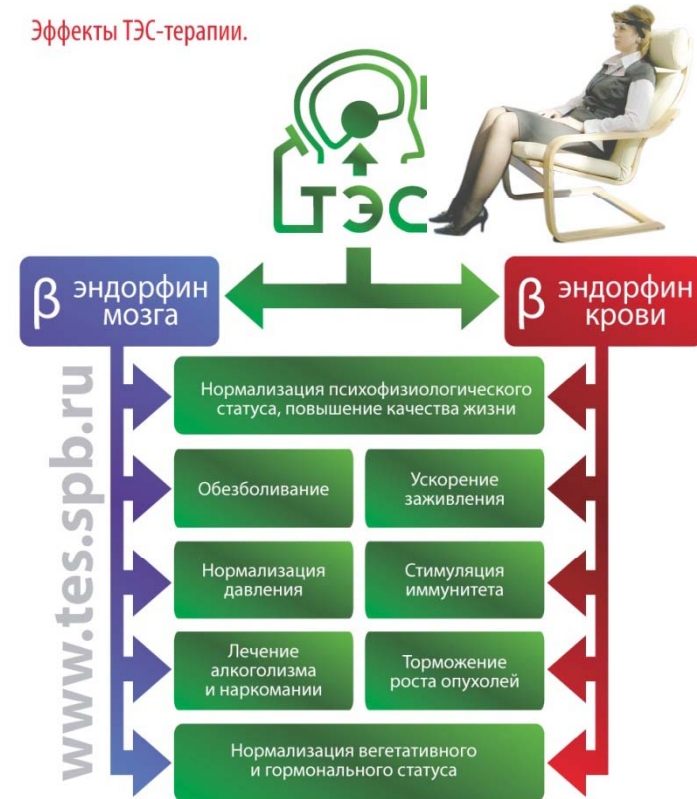 Эффекты ТЭС-терапии.
ТЭС
β эндорфин
мозга
β эндорфин
крови
Нормализация психофизиологического
статуса, повышение качества жизни
Обезболивание
Ускорение
заживления
Нормализация
давления
Стимуляция
иммунитета
Лечение
алкоголизма
и наркомании
Торможение
роста опухолей
Нормализация вегетативного
и гормонального статуса
www.tes.spb.ru